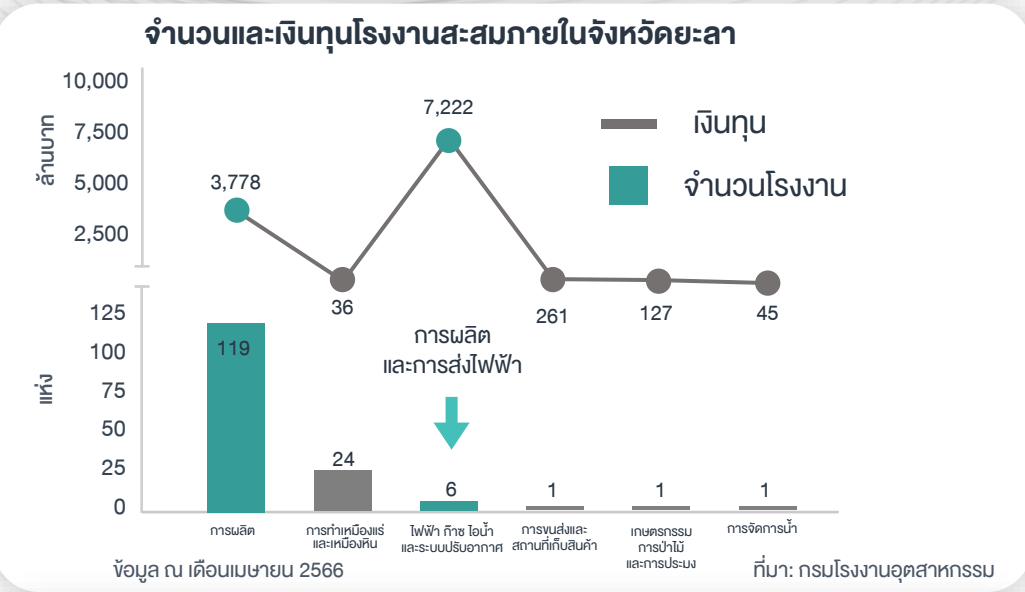 จำนวนและเงินทุนโรงงานสะสมภายในจังหวัดยะลา
10,000
7,500
5,000
2,500
ล้านบาท
3,778
36
7,222
261
127
45
เงินทุน
จำนวนโรงงาน
125
100
75
50
25
0
แห่ง
119
24
การผลิต
และการส่งไฟฟ้า
6
1
1
1
การผลิต
การทำเหมืองแร่
และเหมืองหิน
ไฟฟ้า ก๊าซ ไอน้ำ
และระบบปรับอากาศ
การขนส่งและ
สถานที่เก็บสินค้า
เกษตรกรรม
การป่าไม้
และการประมง
การจัดการน้ำ
ข้อมูล ณ เดือนเมษายน 2566
ที่มา: กรมโรงงานอุตสาหกรรม